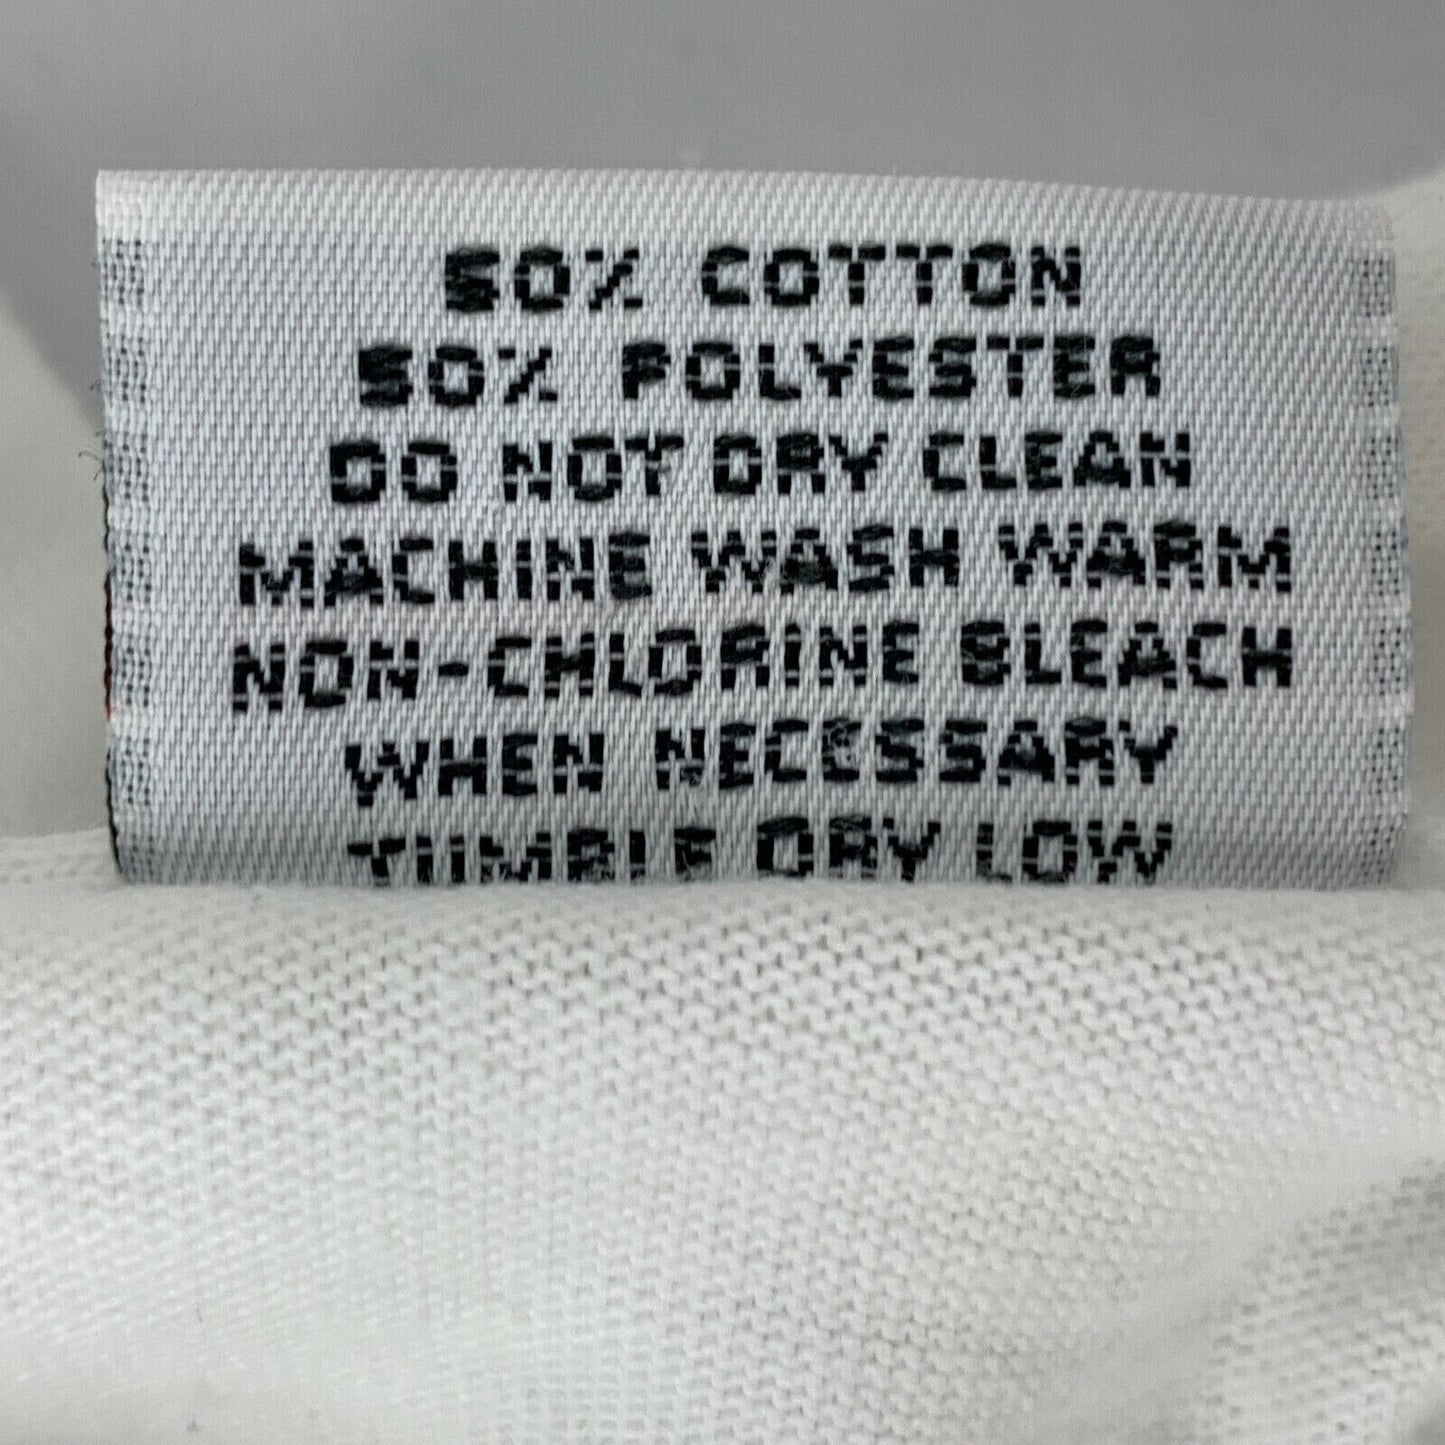 50% COTTON
50% POLYESTER
DO NOT DRY CLEAN
MACHINE WASH WARM
NON-CHLORINE BLEACH
WHEN NECESSARY
TUMBLE DRY LOW